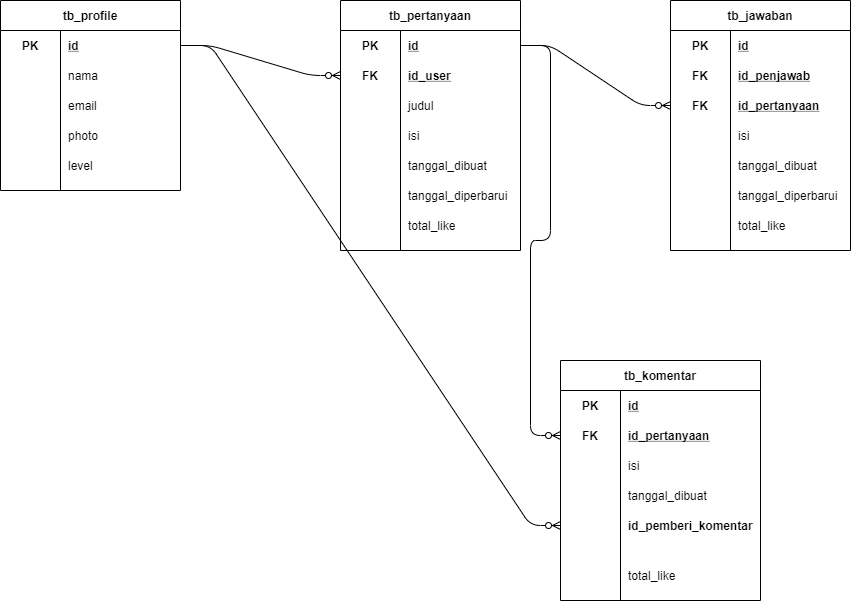 tb_profile
PK id
nama
email
photo
level
tb_pertanyaan
PK id
FK id_user
judul
isi
tanggal_dibuat
tanggal_diperbarui
total_like
tb_jawaban
PK id
FK id_penjawab
FK id_pertanyaan
isi
tanggal_dibuat
tanggal_diperbarui
total_like
tb_komentar
PK id
FK id_pertanyaan
isi
tanggal_dibuat
id_pemberi_komentar
total_like